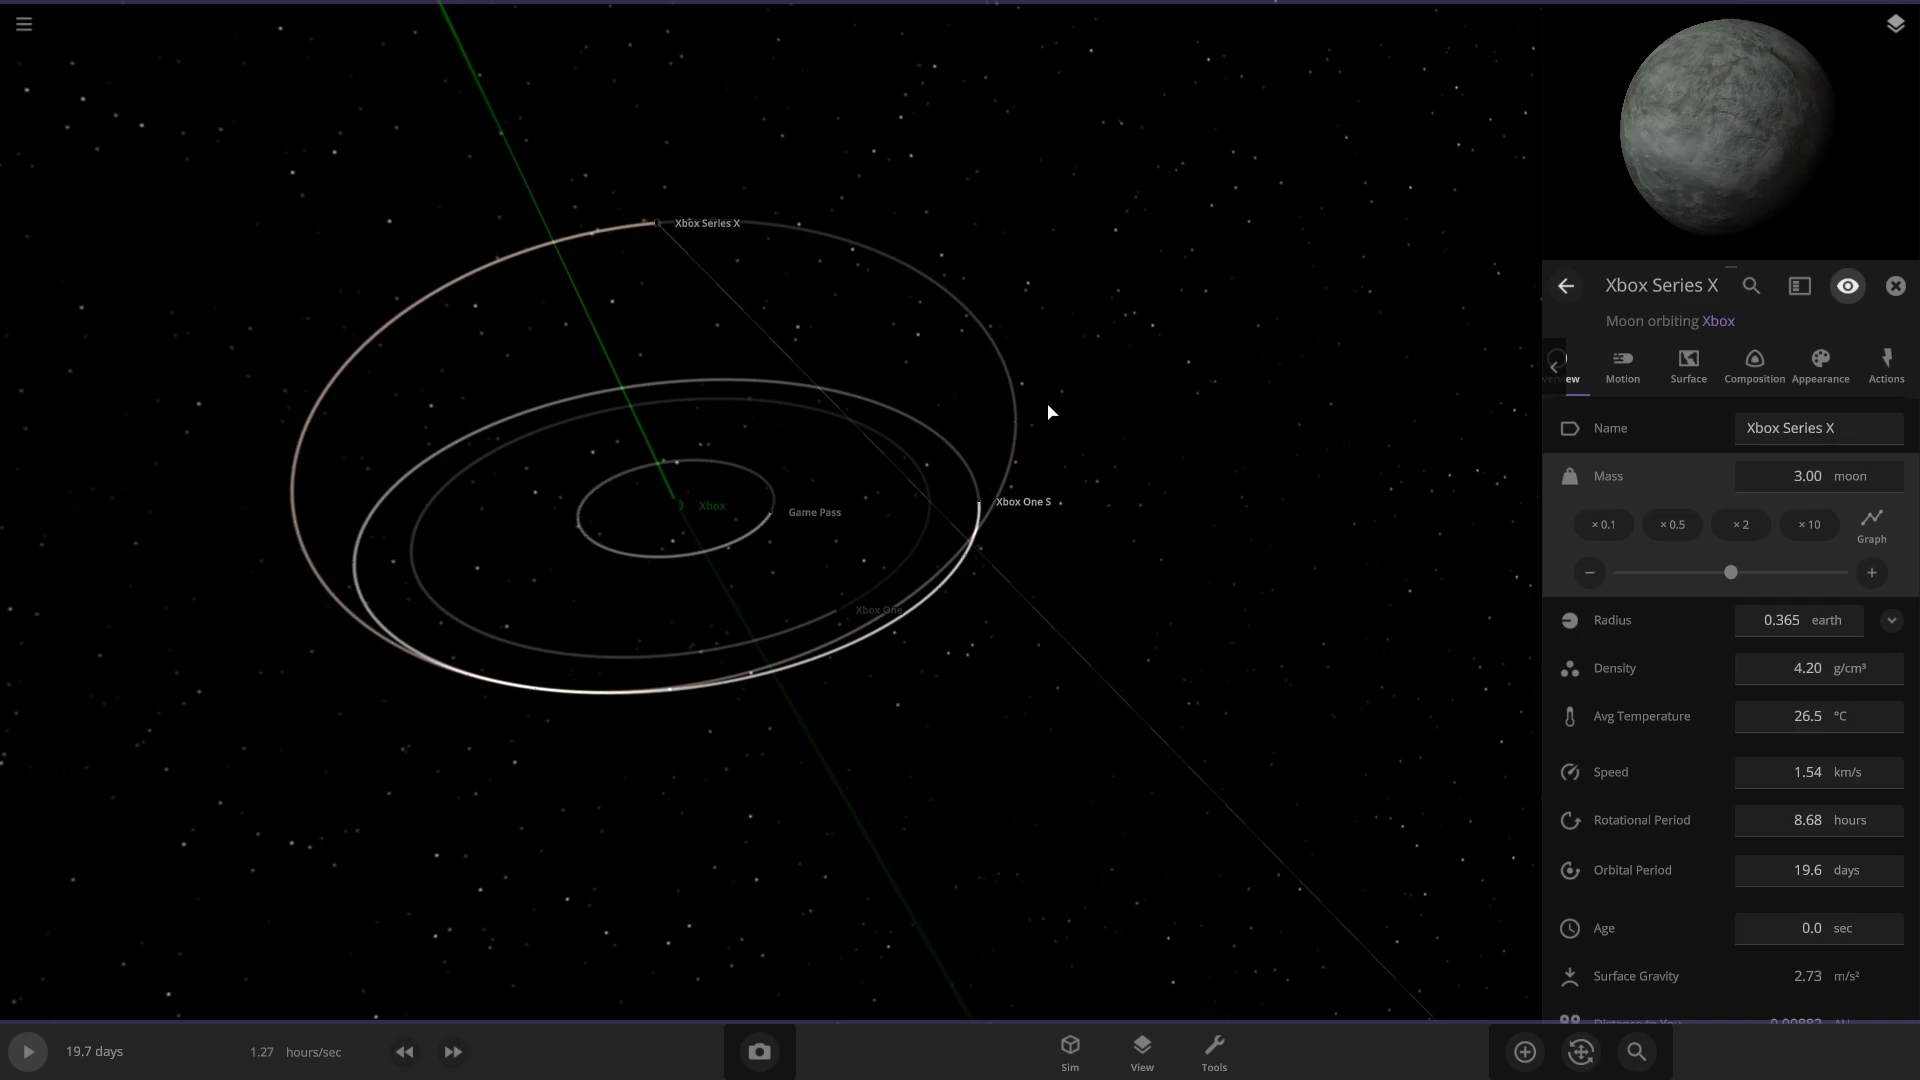 Xbox Series X
Xbox
Game Pass
Xbox One S
Xbox One
Xbox Series X
Moon orbiting Xbox
Motion
Surface
Composition
Appearance
Actions
Name
Xbox Series X
Mass
3.00 moon
× 0.1
× 0.5
× 2
× 10
Graph
Radius
0.365 earth
Density
4.20 g/cm³
Avg Temperature
26.5 °C
Speed
1.54 km/s
Rotational Period
8.68 hours
Orbital Period
19.6 days
Age
0.0 sec
Surface Gravity
2.73 m/s²
19.7 days
1.27 hours/sec
Sim
View
Tools